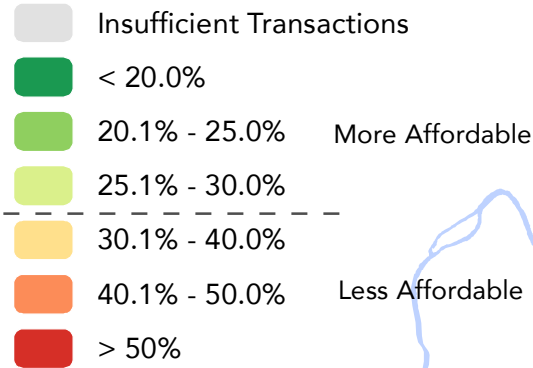 Insufficient Transactions
< 20.0%
20.1% - 25.0% More Affordable
25.1% - 30.0%
30.1% - 40.0%
40.1% - 50.0% Less Affordable
> 50%